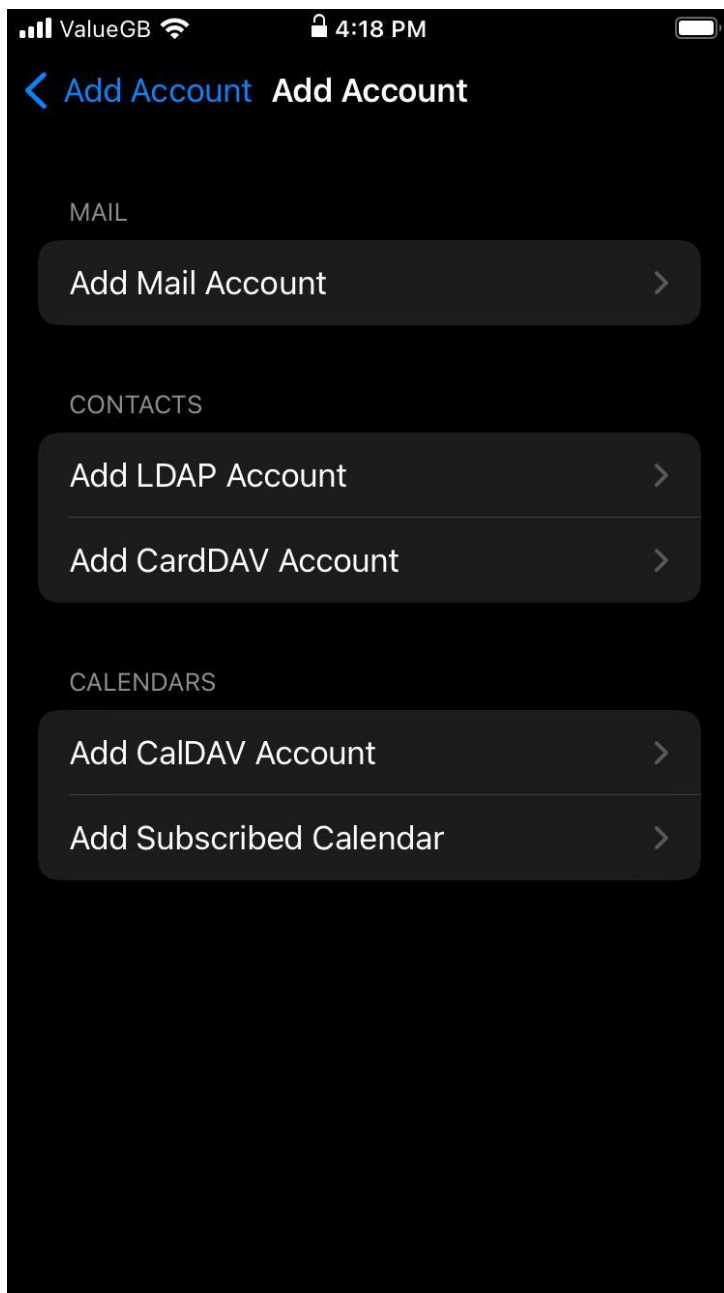 ValueGB 4:18 PM
Add Account Add Account
MAIL
Add Mail Account
CONTACTS
Add LDAP Account
Add CardDAV Account
CALENDARS
Add CalDAV Account
Add Subscribed Calendar